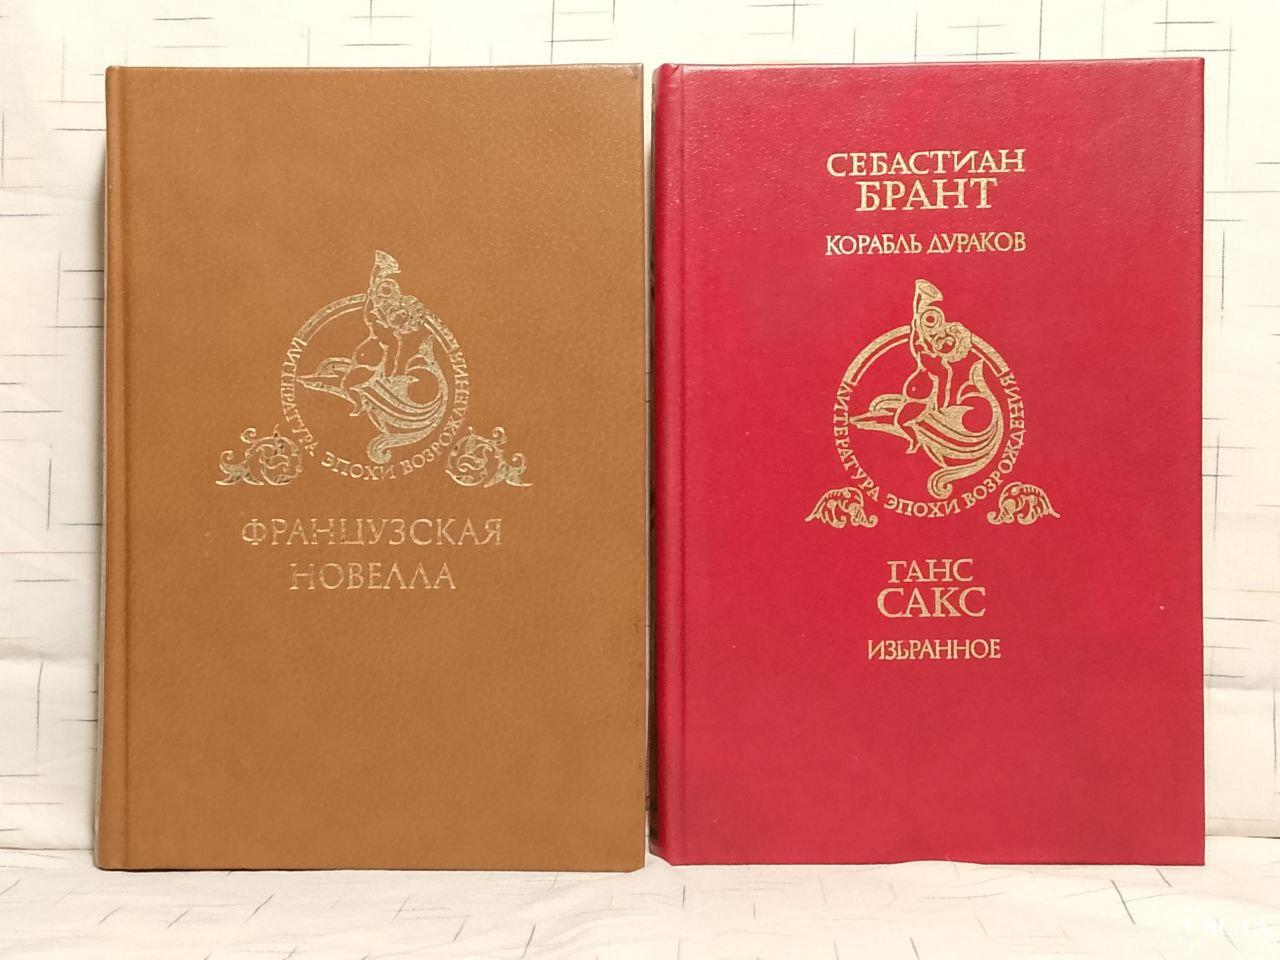 ЛИТЕРАТУРА ЭПОХИ ВОЗРОЖДЕНИЯ
ФРАНЦУЗСКАЯ
НОВЕЛЛА
СЕБАСТИАН
БРАНТ
КОРАБЛЬ ДУРАКОВ
ЛИТЕРАТУРА ЭПОХИ ВОЗРОЖДЕНИЯ
ГАНС
САКС
ИЗБРАННОЕ